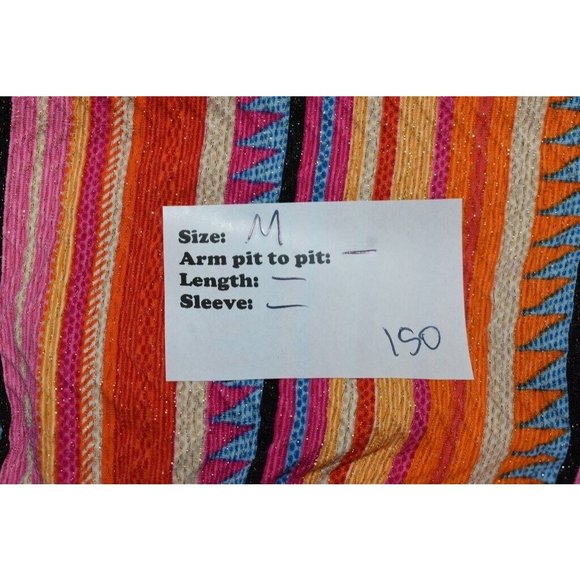 Size: M
Arm pit to pit: —
Length: —
Sleeve: —
150